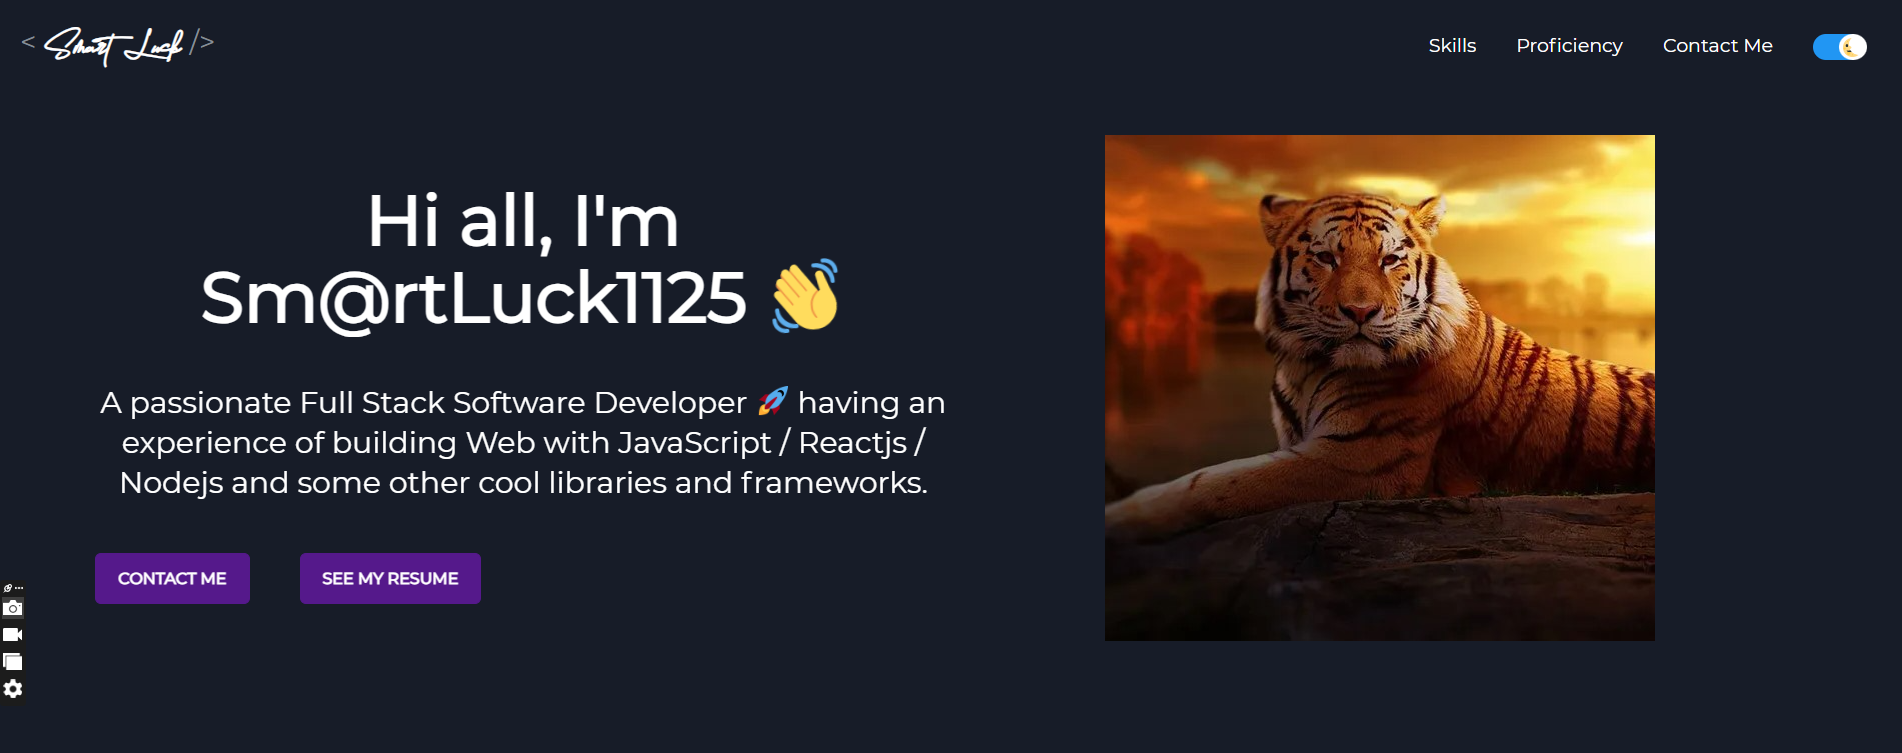 < Smart Luck />
Skills
Proficiency
Contact Me
Hi all, I'm
Sm@rtLuck1125 👋
A passionate Full Stack Software Developer 🚀 having an
experience of building Web with JavaScript / Reactjs /
Nodejs and some other cool libraries and frameworks.
CONTACT ME
SEE MY RESUME